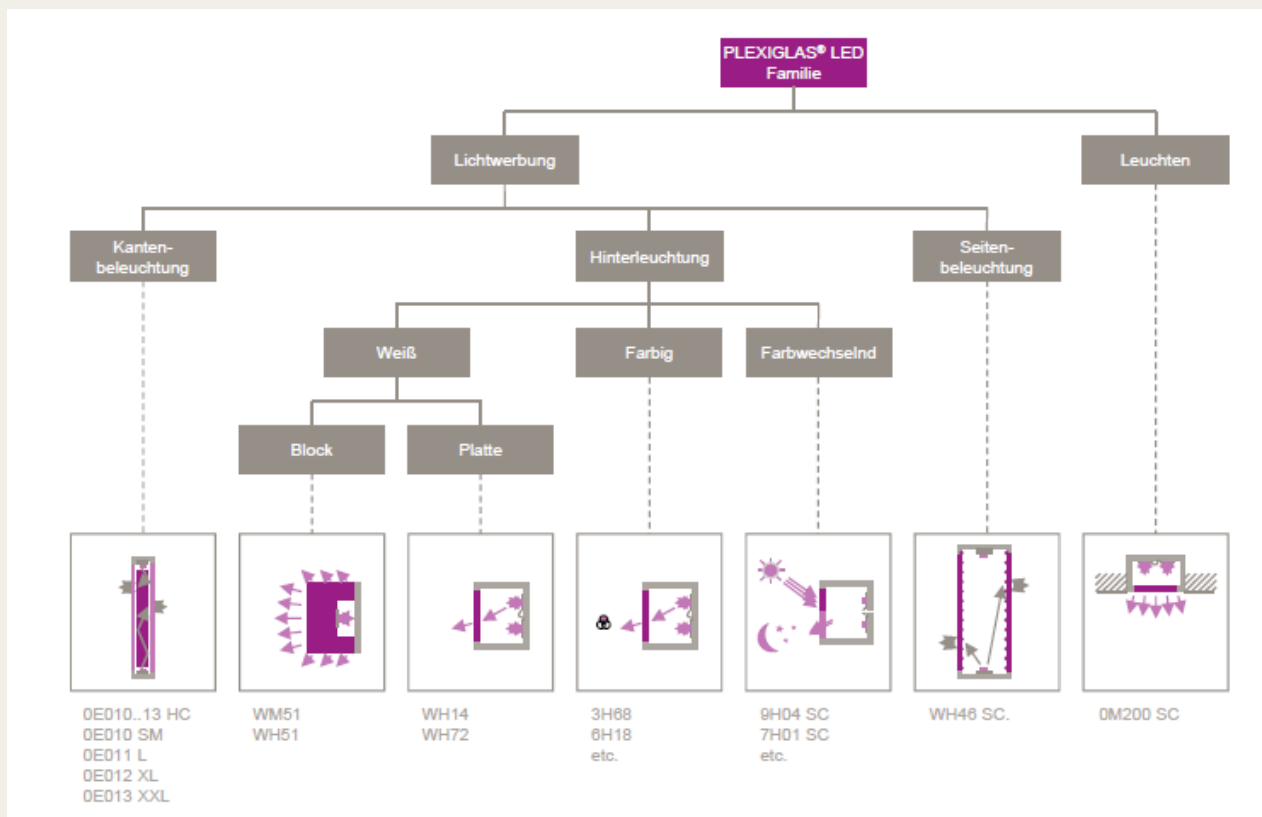 PLEXIGLAS® LED
Familie
Lichtwerbung
Leuchten
Kanten-
beleuchtung
Hinterleuchtung
Seiten-
beleuchtung
Weiß
Farbig
Farbwechselnd
Block
Platte
0E010..13 HC
0E010 SM
0E011 L
0E012 XL
0E013 XXL
WM51
WH51
WH14
WH72
3H68
6H18
etc.
9H04 SC
7H01 SC
etc.
WH46 SC.
0M200 SC